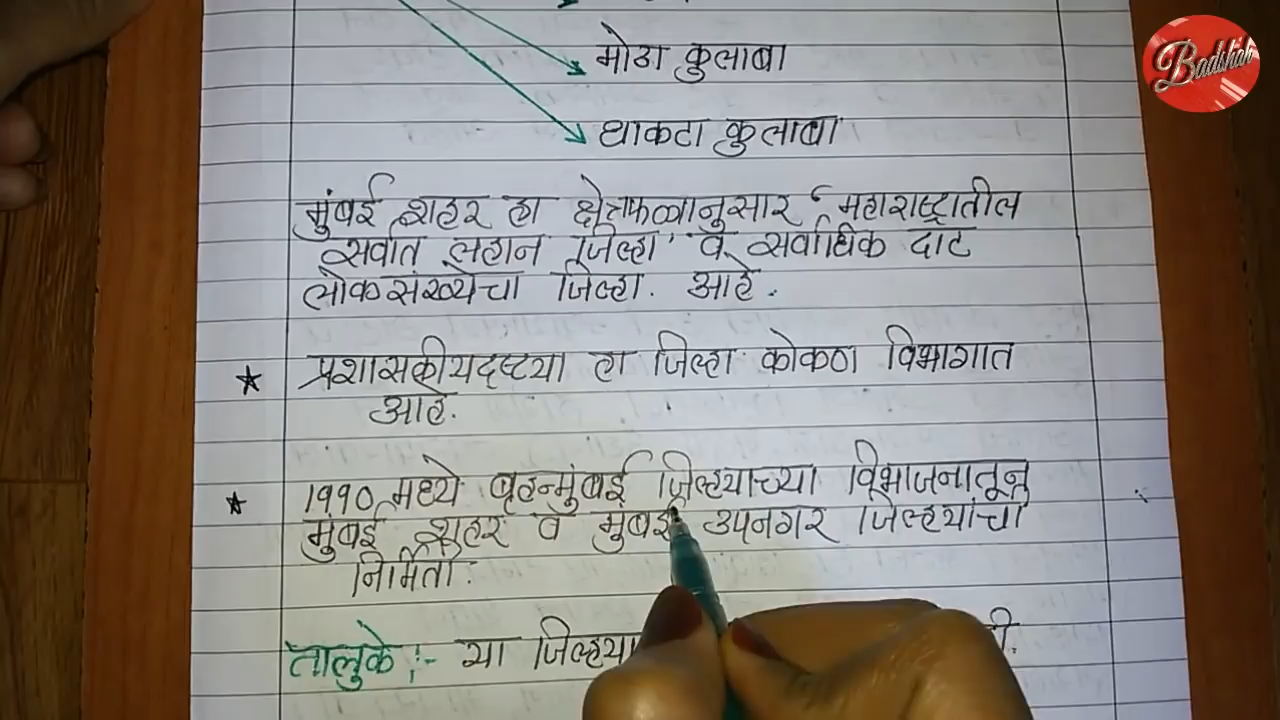 मोठा कुलाबा
धाकटा कुलाबा
Badshah
मुंबई शहर हा क्षेत्रफळानुसार ‘महाराष्ट्रातील
सर्वात लहान जिल्हा’ व सर्वाधिक दाट
लोकसंख्येचा जिल्हा. आहे.
★ प्रशासकीयदृष्ट्या हा जिल्हा कोकण विभागात
आहे.
★ १९९० मध्ये बृहन्मुंबई जिल्ह्याच्या विभाजनातून
मुंबई शहर व मुंबई उपनगर जिल्ह्यांची
निर्मिती.
तालुके :- या